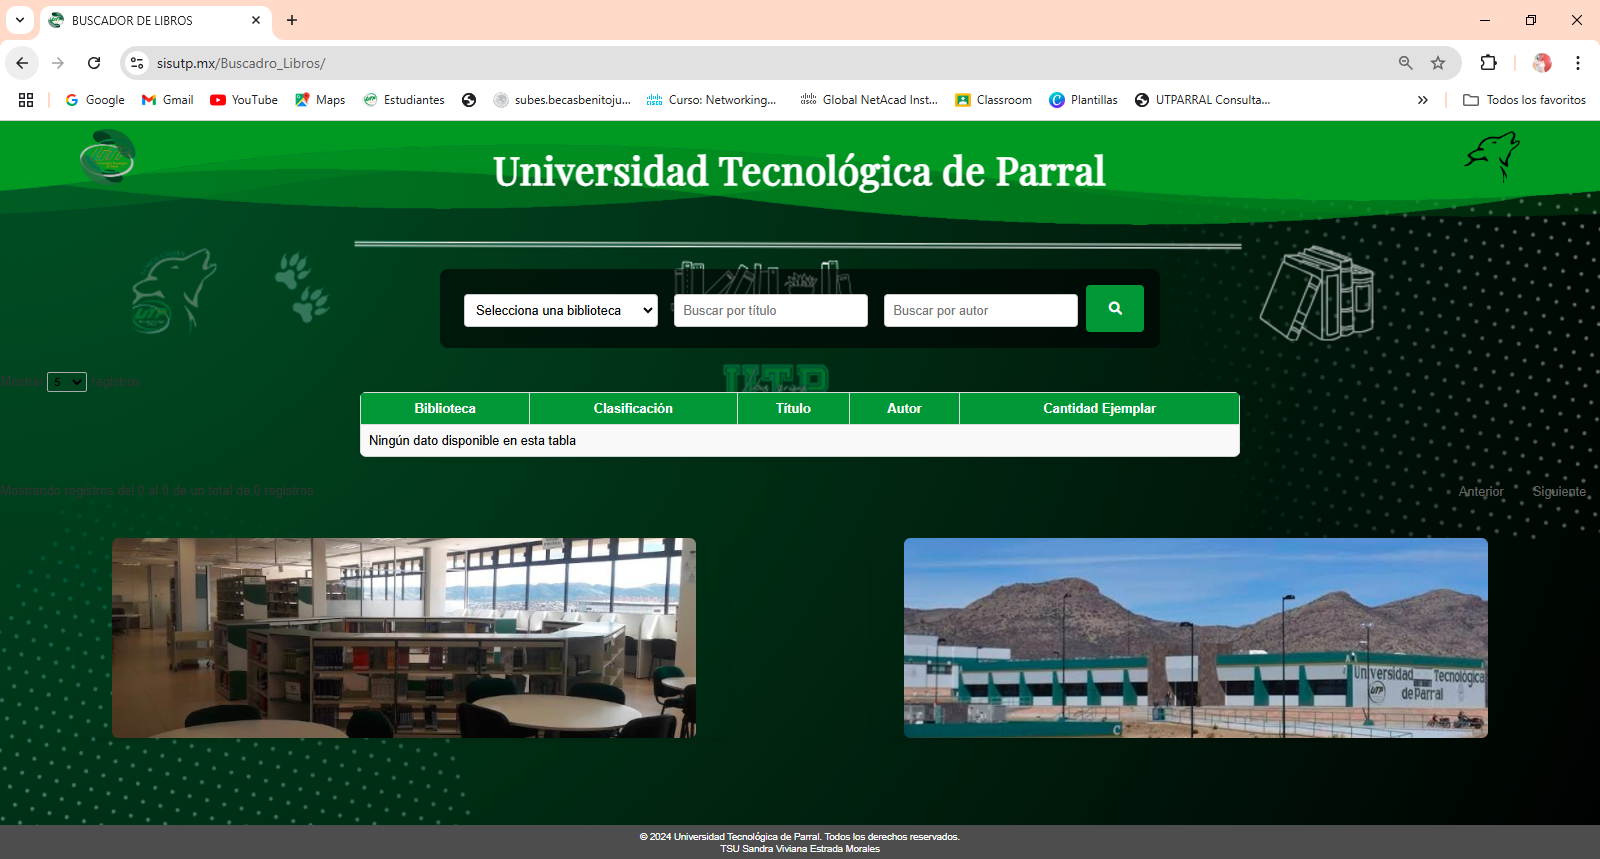 BUSCADOR DE LIBROS
sisutp.mx/Buscadro_Libros/
Google Gmail YouTube Maps Estudiantes subes.becasbenitoju... Curso: Networking... Global NetAcad Inst... Classroom Plantillas UTPARRAL Consulta... Todos los favoritos
Universidad Tecnológica de Parral
UTP
Selecciona una biblioteca Buscar por título Buscar por autor
UTP
Mostrar 5 registros
Biblioteca Clasificación Título Autor Cantidad Ejemplar
Ningún dato disponible en esta tabla
Mostrando registros del 0 al 0 de un total de 0 registros
Anterior Siguiente
Universidad Tecnológica
UTP de Parral
C
© 2024 Universidad Tecnológica de Parral. Todos los derechos reservados.
TSU Sandra Viviana Estrada Morales